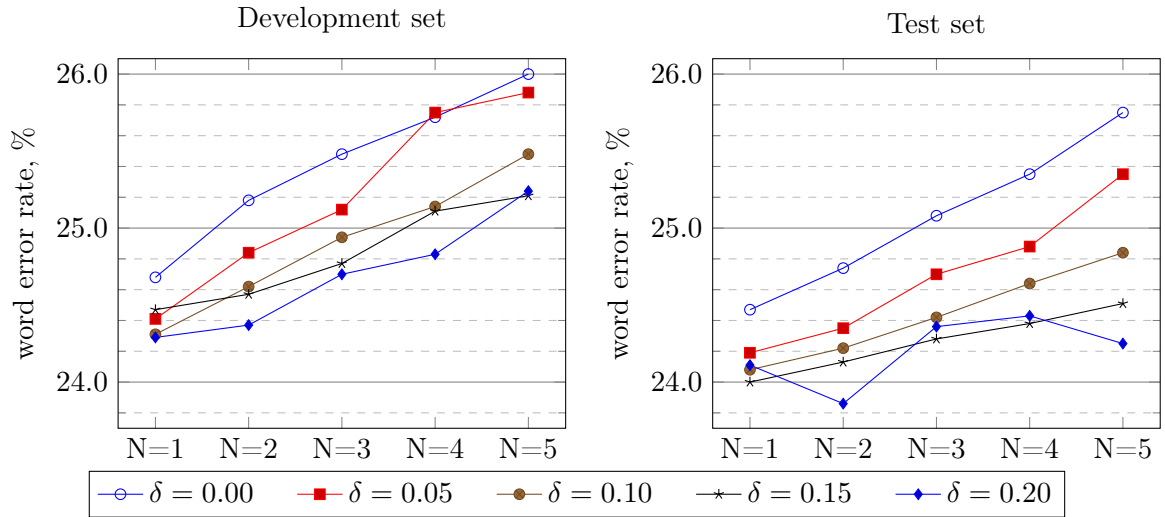 Development set
word error rate, %
26.0
25.0
24.0
N=1 N=2 N=3 N=4 N=5
Test set
word error rate, %
26.0
25.0
24.0
N=1 N=2 N=3 N=4 N=5
δ = 0.00 δ = 0.05 δ = 0.10 δ = 0.15 δ = 0.20